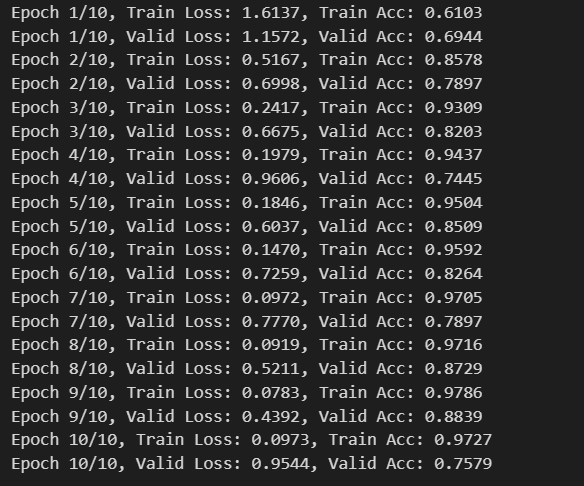 Epoch 1/10, Train Loss: 1.6137, Train Acc: 0.6103
Epoch 1/10, Valid Loss: 1.1572, Valid Acc: 0.6944
Epoch 2/10, Train Loss: 0.5167, Train Acc: 0.8578
Epoch 2/10, Valid Loss: 0.6998, Valid Acc: 0.7897
Epoch 3/10, Train Loss: 0.2417, Train Acc: 0.9309
Epoch 3/10, Valid Loss: 0.6675, Valid Acc: 0.8203
Epoch 4/10, Train Loss: 0.1979, Train Acc: 0.9437
Epoch 4/10, Valid Loss: 0.9606, Valid Acc: 0.7445
Epoch 5/10, Train Loss: 0.1846, Train Acc: 0.9504
Epoch 5/10, Valid Loss: 0.6037, Valid Acc: 0.8509
Epoch 6/10, Train Loss: 0.1470, Train Acc: 0.9592
Epoch 6/10, Valid Loss: 0.7259, Valid Acc: 0.8264
Epoch 7/10, Train Loss: 0.0972, Train Acc: 0.9705
Epoch 7/10, Valid Loss: 0.7770, Valid Acc: 0.7897
Epoch 8/10, Train Loss: 0.0919, Train Acc: 0.9716
Epoch 8/10, Valid Loss: 0.5211, Valid Acc: 0.8729
Epoch 9/10, Train Loss: 0.0783, Train Acc: 0.9786
Epoch 9/10, Valid Loss: 0.4392, Valid Acc: 0.8839
Epoch 10/10, Train Loss: 0.0973, Train Acc: 0.9727
Epoch 10/10, Valid Loss: 0.9544, Valid Acc: 0.7579